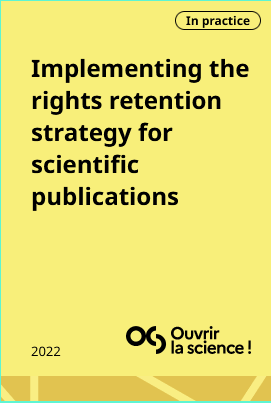 In practice
Implementing the
rights retention
strategy for
scientific
publications
2022
Ouvrir
la science !